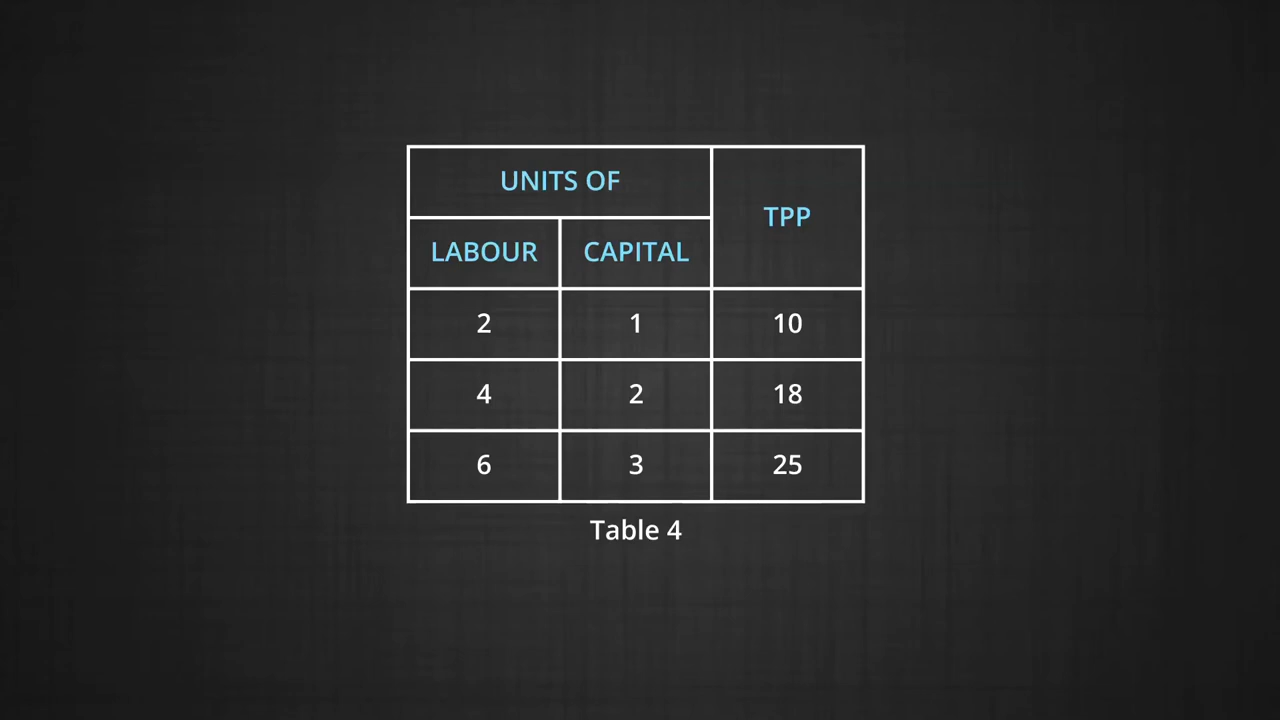 UNITS OF
TPP
LABOUR CAPITAL
2 1 10
4 2 18
6 3 25
Table 4